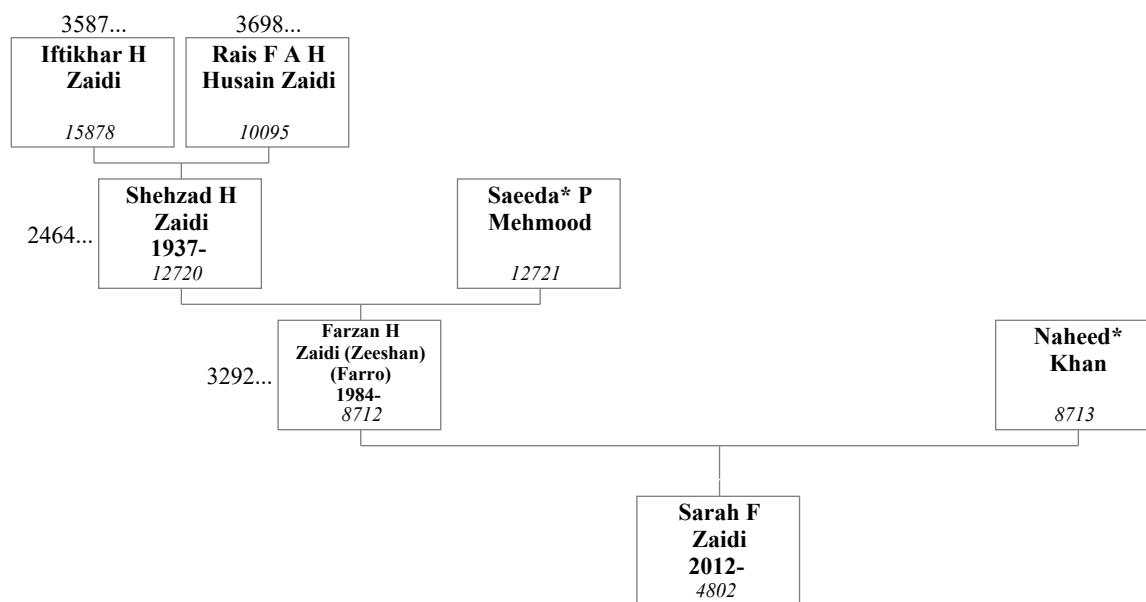 3587...
3698...
Iftikhar H
Zaidi
15878
Rais F A H
Husain Zaidi
10095
2464...
Shehzad H
Zaidi
1937-
12720
Saeeda* P
Mehmood
12721
3292...
Farzan H
Zaidi (Zeeshan)
(Farro)
1984-
8712
Naheed*
Khan
8713
Sarah F
Zaidi
2012-
4802